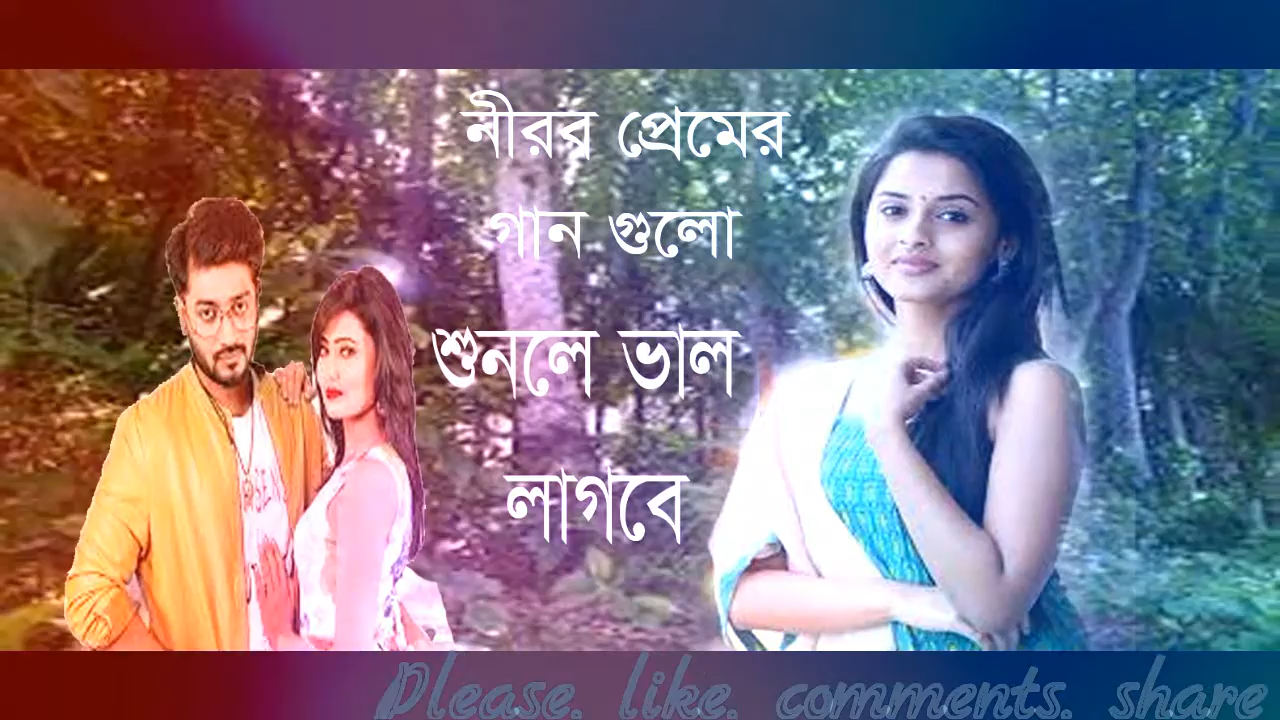 নীরব প্রেমের
গান গুলো
শুনলে ভাল
লাগবে
Please. like. comments. share